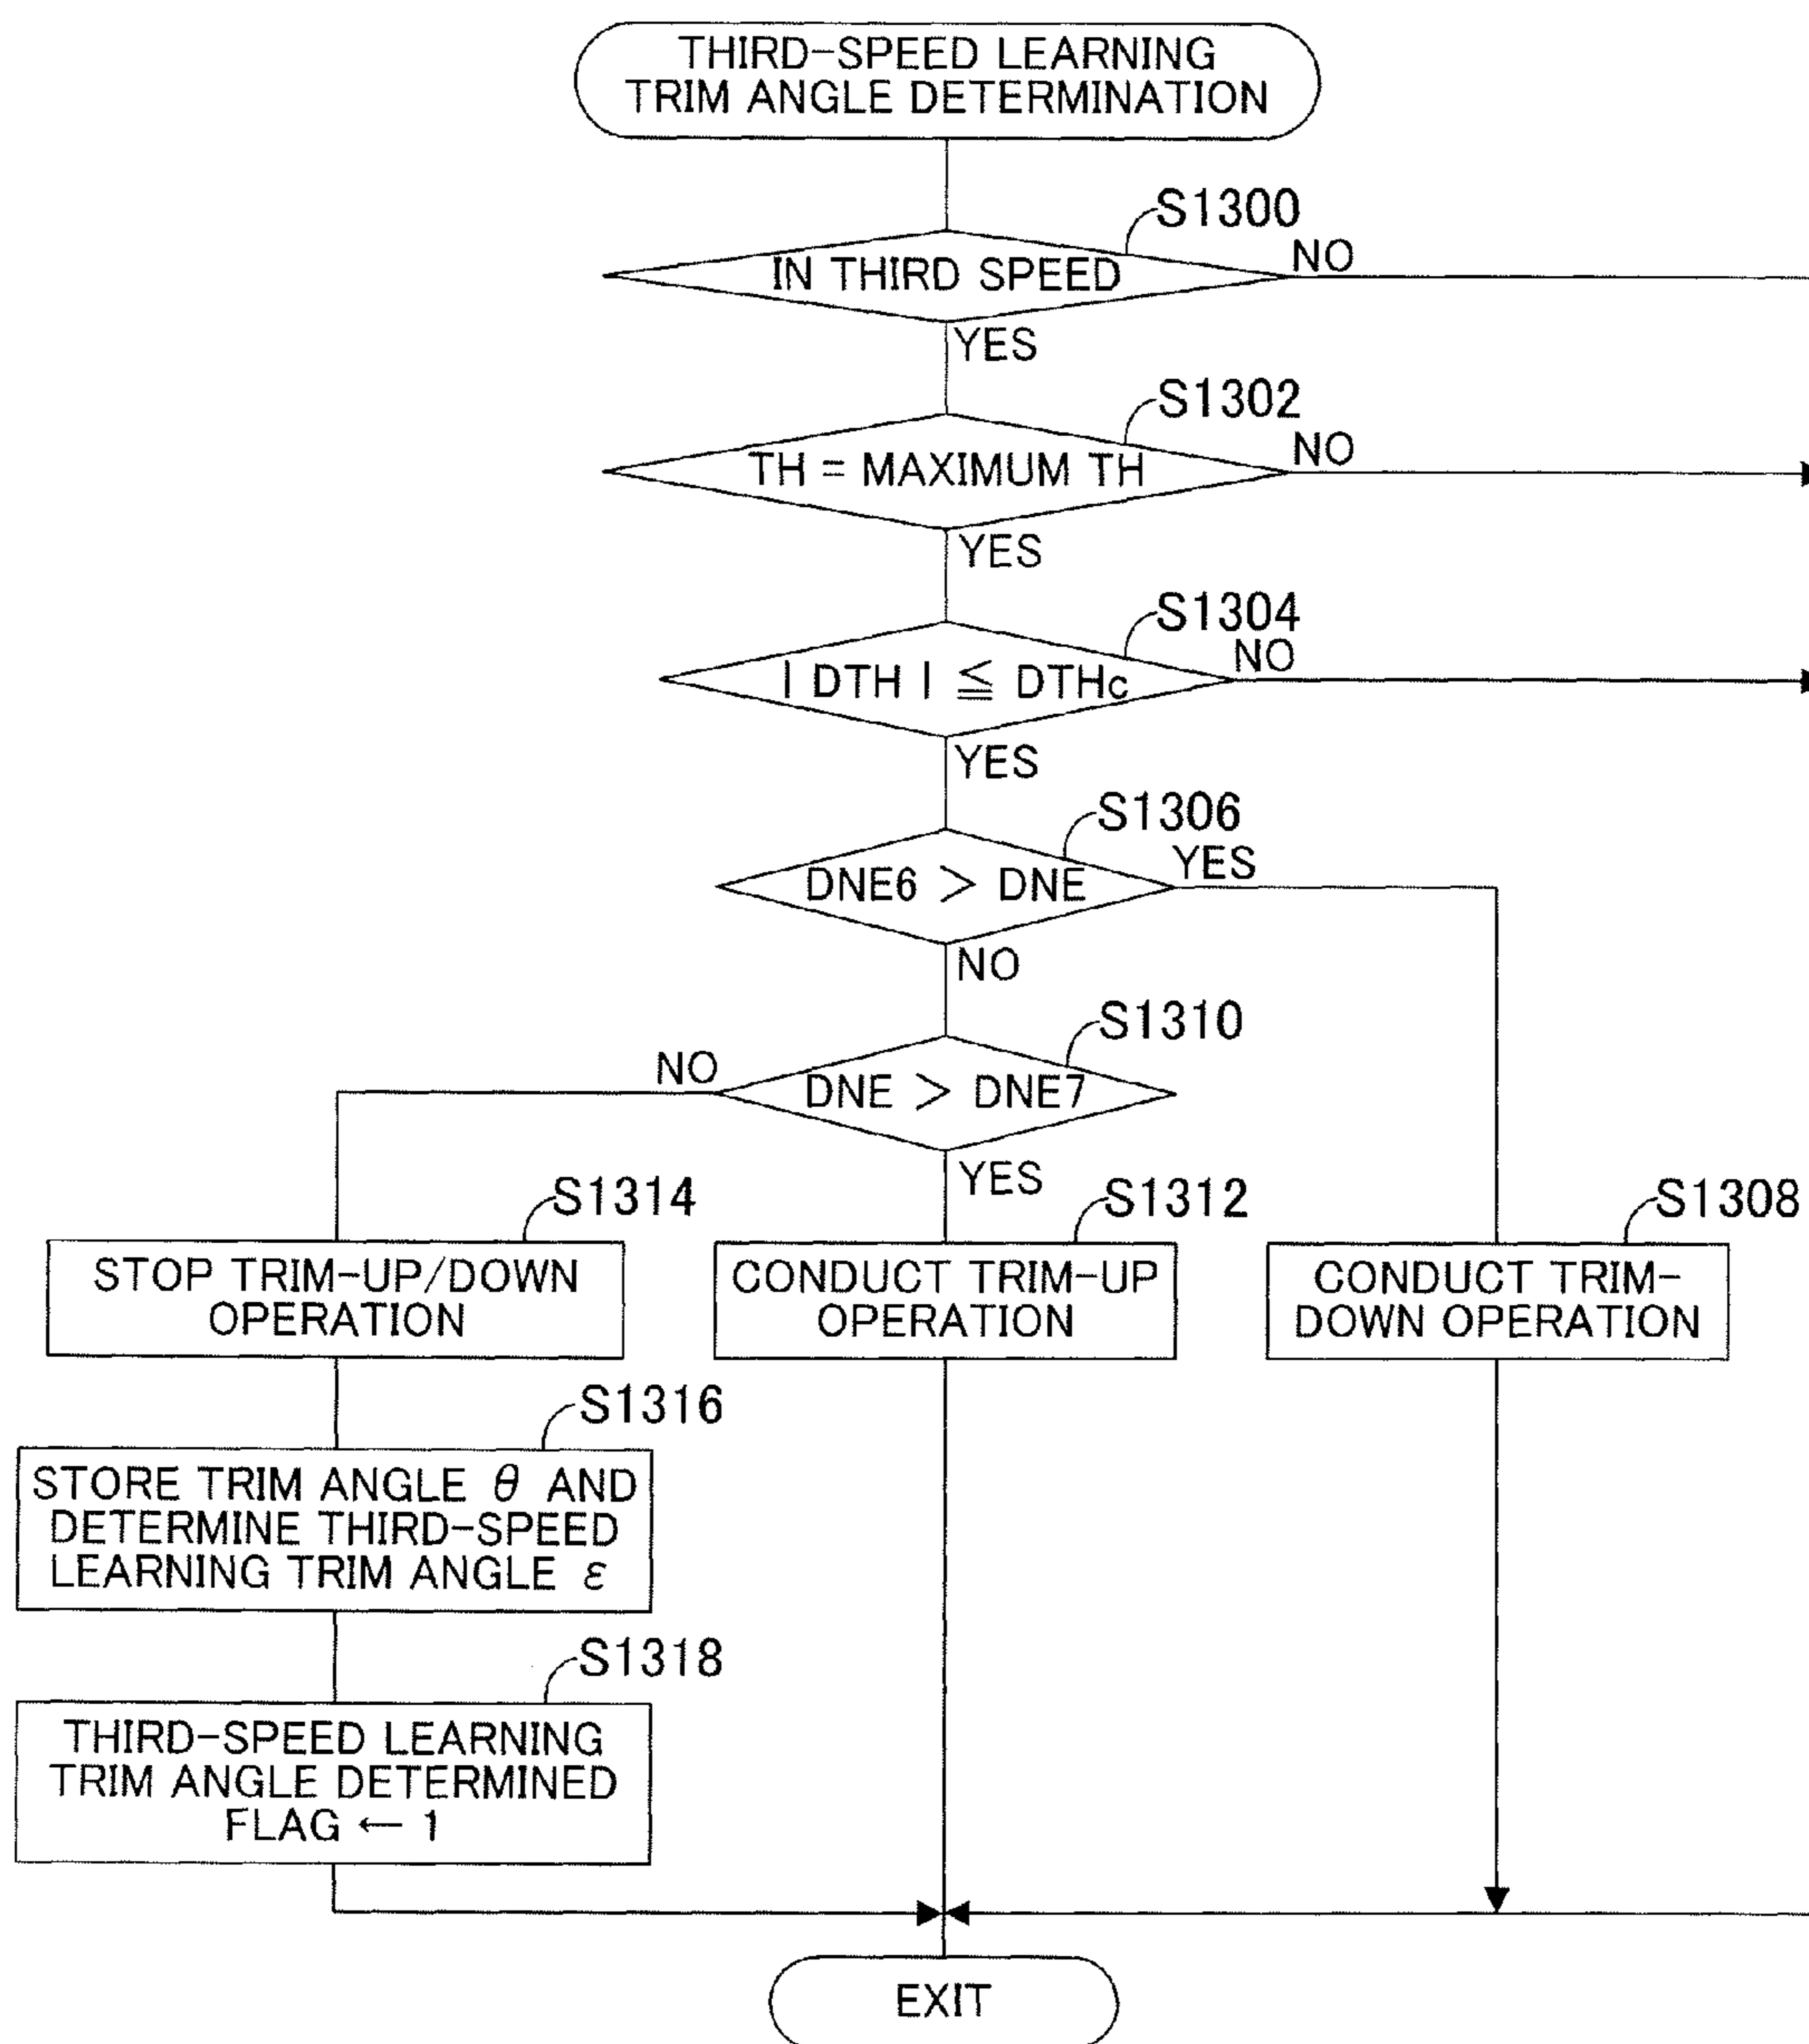 THIRD-SPEED LEARNING
TRIM ANGLE DETERMINATION
S1300
IN THIRD SPEED
NO
YES
S1302
TH = MAXIMUM TH
NO
YES
S1304
| DTH | ≦ DTHc
NO
YES
S1306
DNE6 > DNE
YES
NO
S1310
DNE > DNE7
NO
YES
S1314
STOP TRIM-UP/DOWN
OPERATION
S1312
CONDUCT TRIM-UP
OPERATION
S1308
CONDUCT TRIM-
DOWN OPERATION
S1316
STORE TRIM ANGLE θ AND
DETERMINE THIRD-SPEED
LEARNING TRIM ANGLE ε
S1318
THIRD-SPEED LEARNING
TRIM ANGLE DETERMINED
FLAG ← 1
EXIT